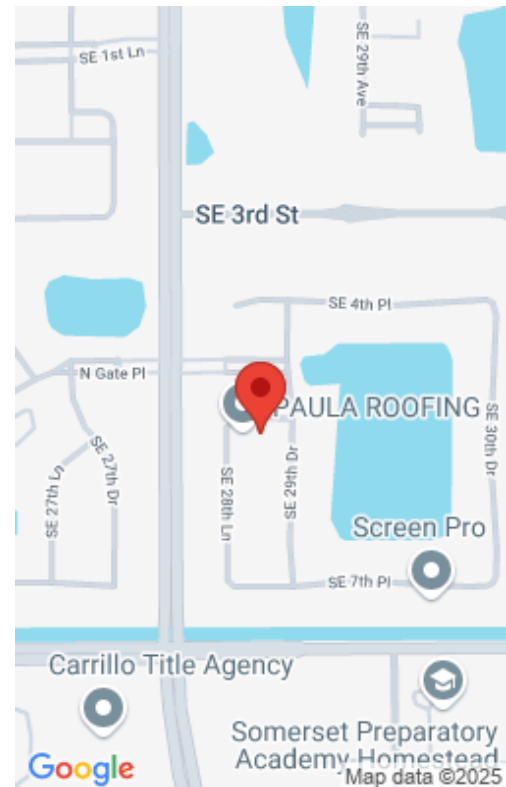 SE 1st Ln
SE 29th Ave
SE 3rd St
SE 4th Pl
N Gate Pl
PAULA ROOFING
SE 27th Ln
SE 27th Dr
SE 28th Ln
SE 29th Dr
SE 30th Dr
Screen Pro
SE 7th Pl
Carrillo Title Agency
Somerset Preparatory
Academy Homestead
Google
Map data ©2025